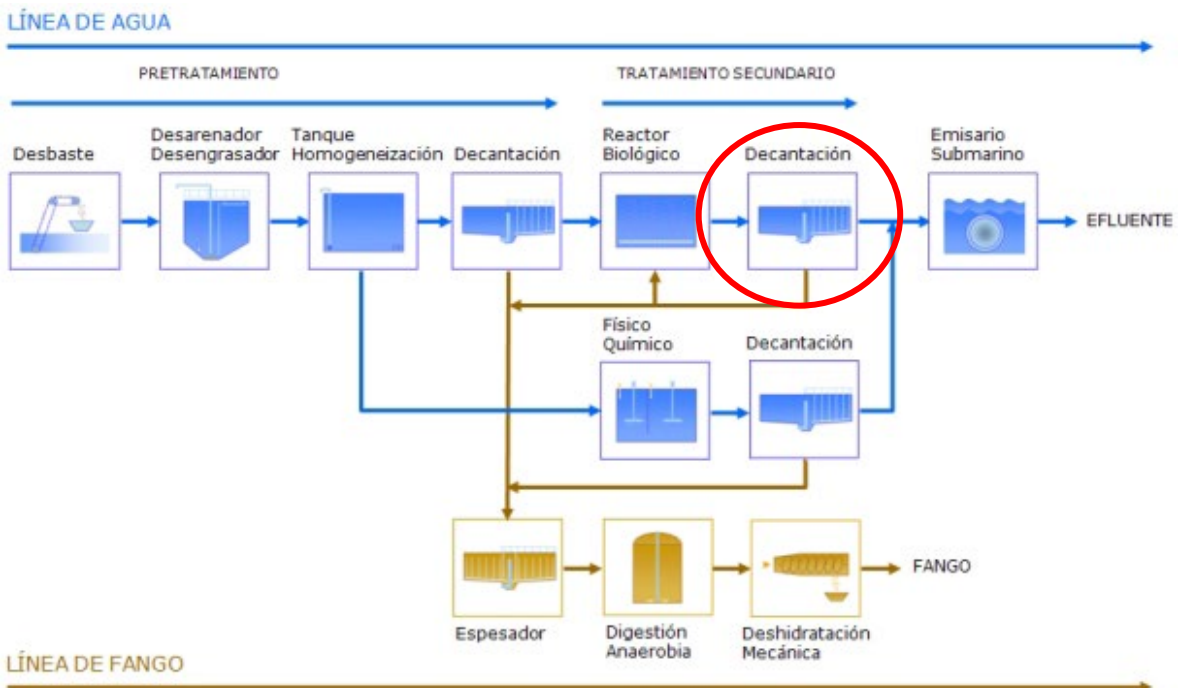 LÍNEA DE AGUA
PRETRATAMIENTO
TRATAMIENTO SECUNDARIO
Desbaste
Desarenador
Desengrasador
Tanque
Homogeneización
Decantación
Reactor
Biológico
Decantación
Emisario
Submarino
EFLUENTE
Físico
Químico
Decantación
FANGO
Espesador
Digestión
Anaerobia
Deshidratación
Mecánica
LÍNEA DE FANGO